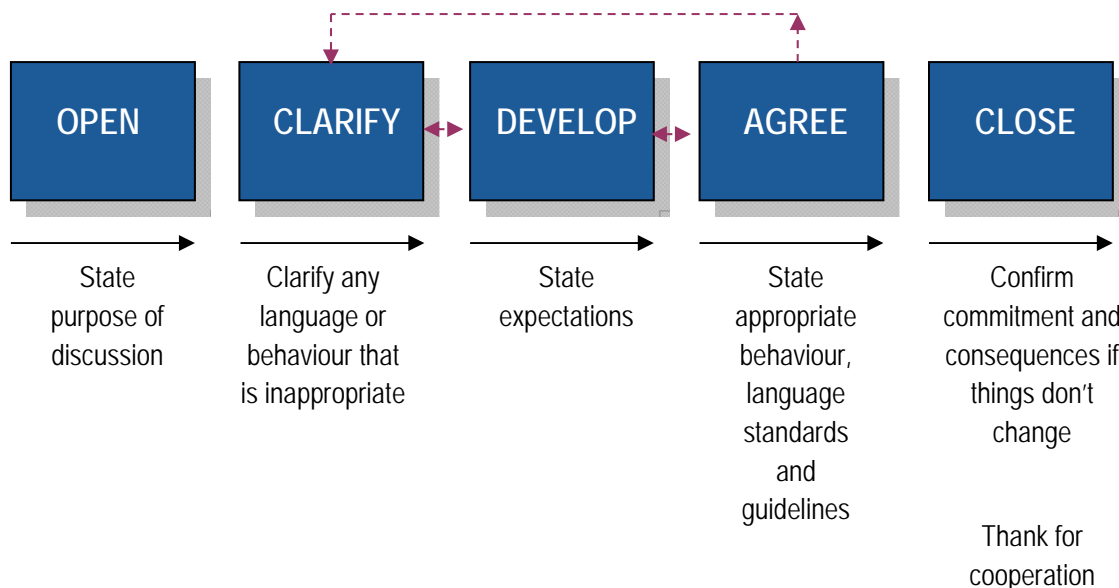 OPEN
CLARIFY
DEVELOP
AGREE
CLOSE
State
purpose of
discussion
Clarify any
language or
behaviour that
is inappropriate
State
expectations
State
appropriate
behaviour,
language
standards
and
guidelines
Confirm
commitment and
consequences if
things don't
change
Thank for
cooperation